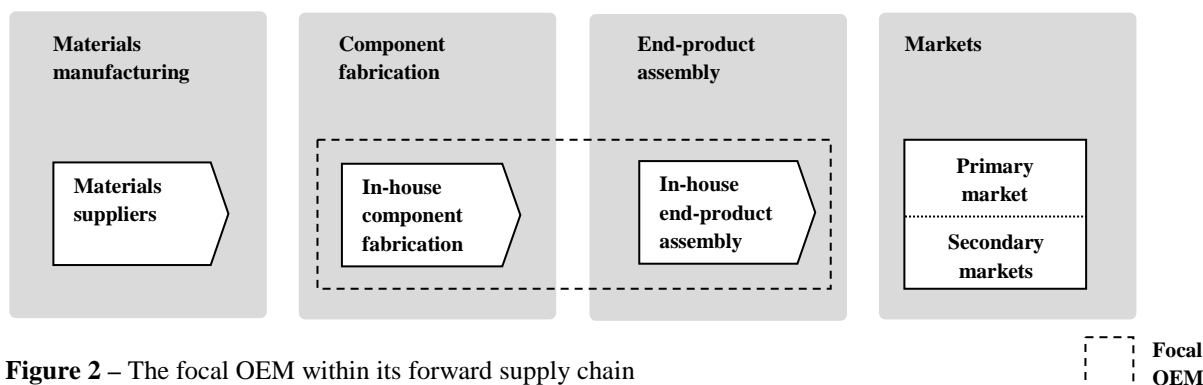 Materials
manufacturing
Component
fabrication
End-product
assembly
Markets
Materials
suppliers
In-house
component
fabrication
In-house
end-product
assembly
Primary
market
Secondary
markets
Figure 2 – The focal OEM within its forward supply chain
Focal
OEM